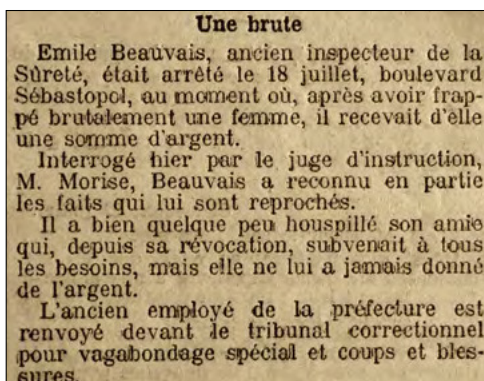 Une brute
Emile Beauvais, ancien inspecteur de la
Sûreté, était arrêté le 18 juillet, boulevard
Sébastopol, au moment où, après avoir frap-
pé brutalement une femme, il recevait d'elle
une somme d'argent.
Interrogé hier par le juge d'instruction,
M. Morise, Beauvais a reconnu en partie
les faits qui lui sont reprochés.
Il a bien quelque peu houspillé son amie
qui, depuis sa révocation, subvenait à tous
les besoins, mais elle ne lui a jamais donné
de l'argent.
L'ancien employé de la préfecture est
renvoyé devant le tribunal correctionnel
pour vagabondage spécial et coups et bles-
sures.